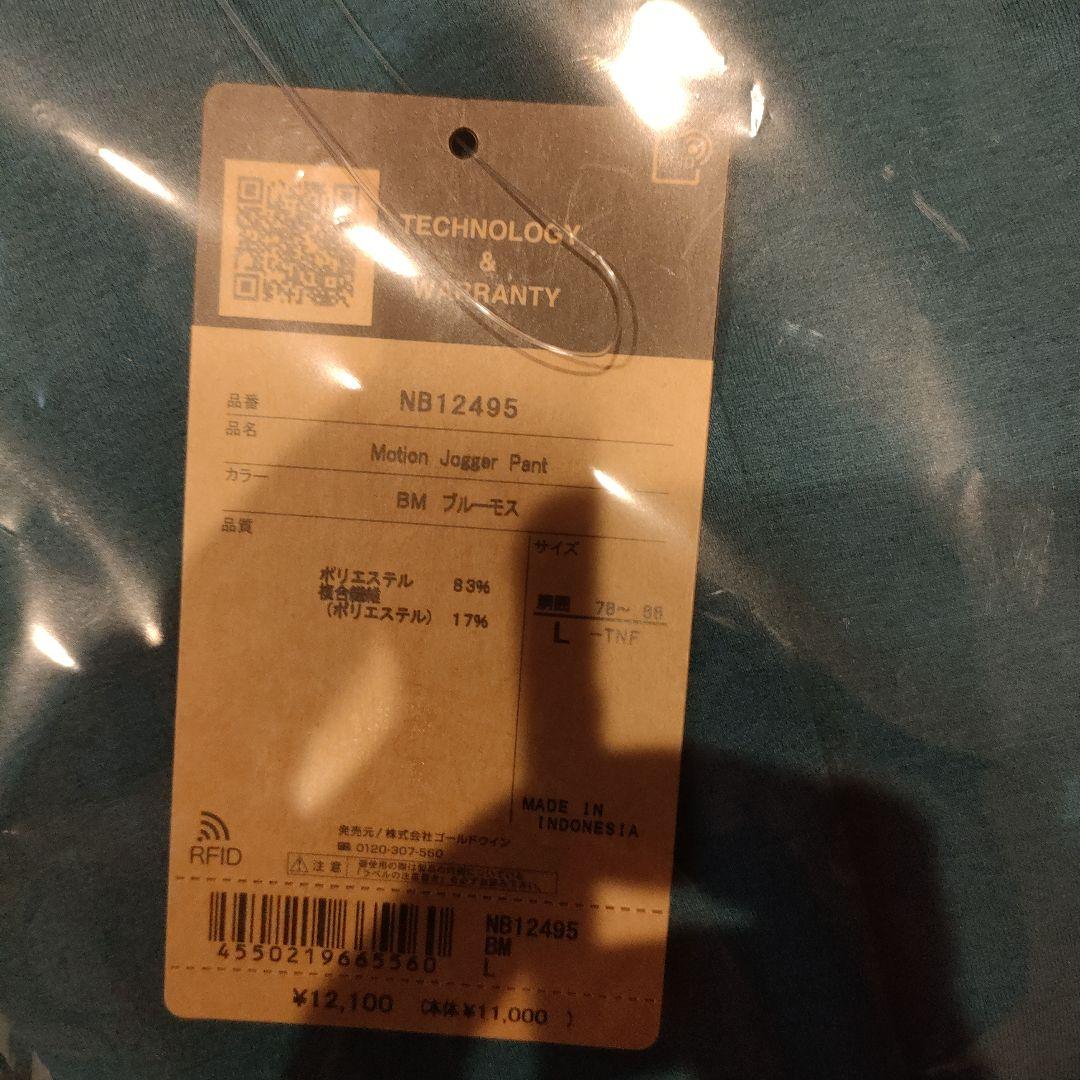 TECHNOLOGY
&
WARRANTY
品番 NB12495
品名
Motion Jogger Pant
カラー
BM ブルーモス
品質
サイズ
ポリエステル 83%
複合繊維
(ポリエステル) 17%
胴囲 78~ 88
L -TNF
MADE IN
INDONESIA
RFID
発売元/株式会社ゴールドウイン
0120-307-560
注意
4550219665560
NB12495
BM
L
¥12,100 (本体¥11,000 )